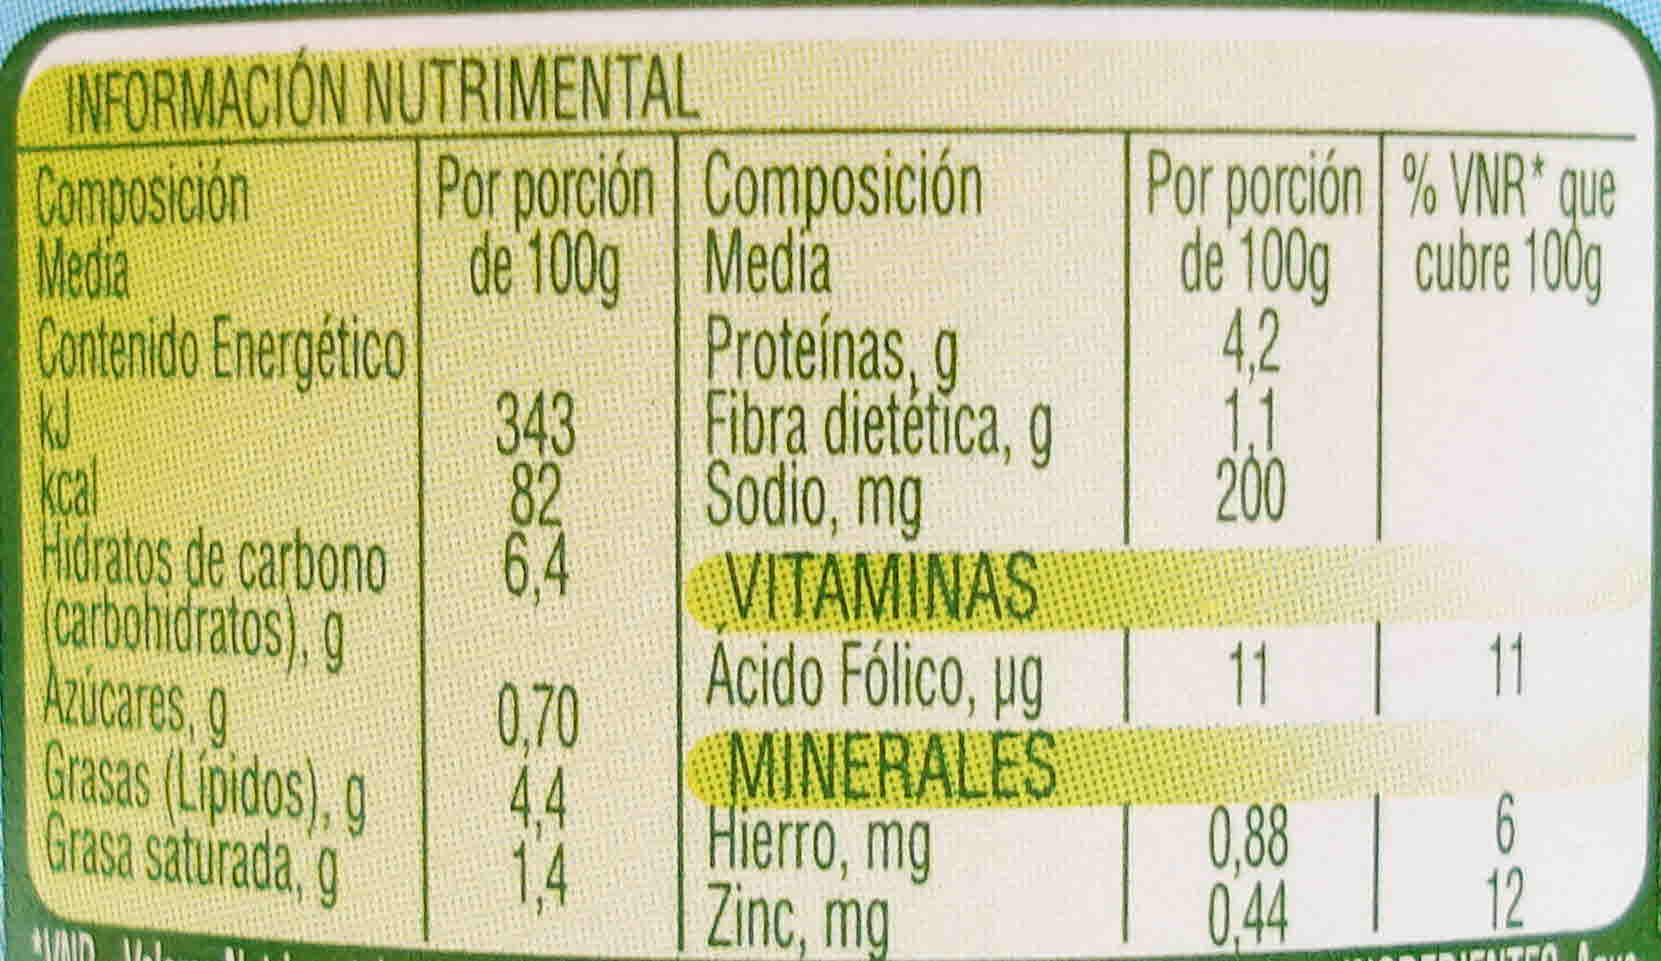 INFORMACIÓN NUTRIMENTAL
Composición
Media
Por porción
de 100g
Contenido Energético
kJ 343
kcal 82
Hidratos de carbono 6,4
(carbohidratos), g
Azúcares, g 0,70
Grasas (Lípidos), g 4,4
Grasa saturada, g 1,4
Composición
Media
Por porción
de 100g
% VNR* que
cubre 100g
Proteínas, g 4,2
Fibra dietética, g 1,1
Sodio, mg 200
VITAMINAS
Ácido Fólico, µg 11 11
MINERALES
Hierro, mg 0,88 6
Zinc, mg 0,44 12